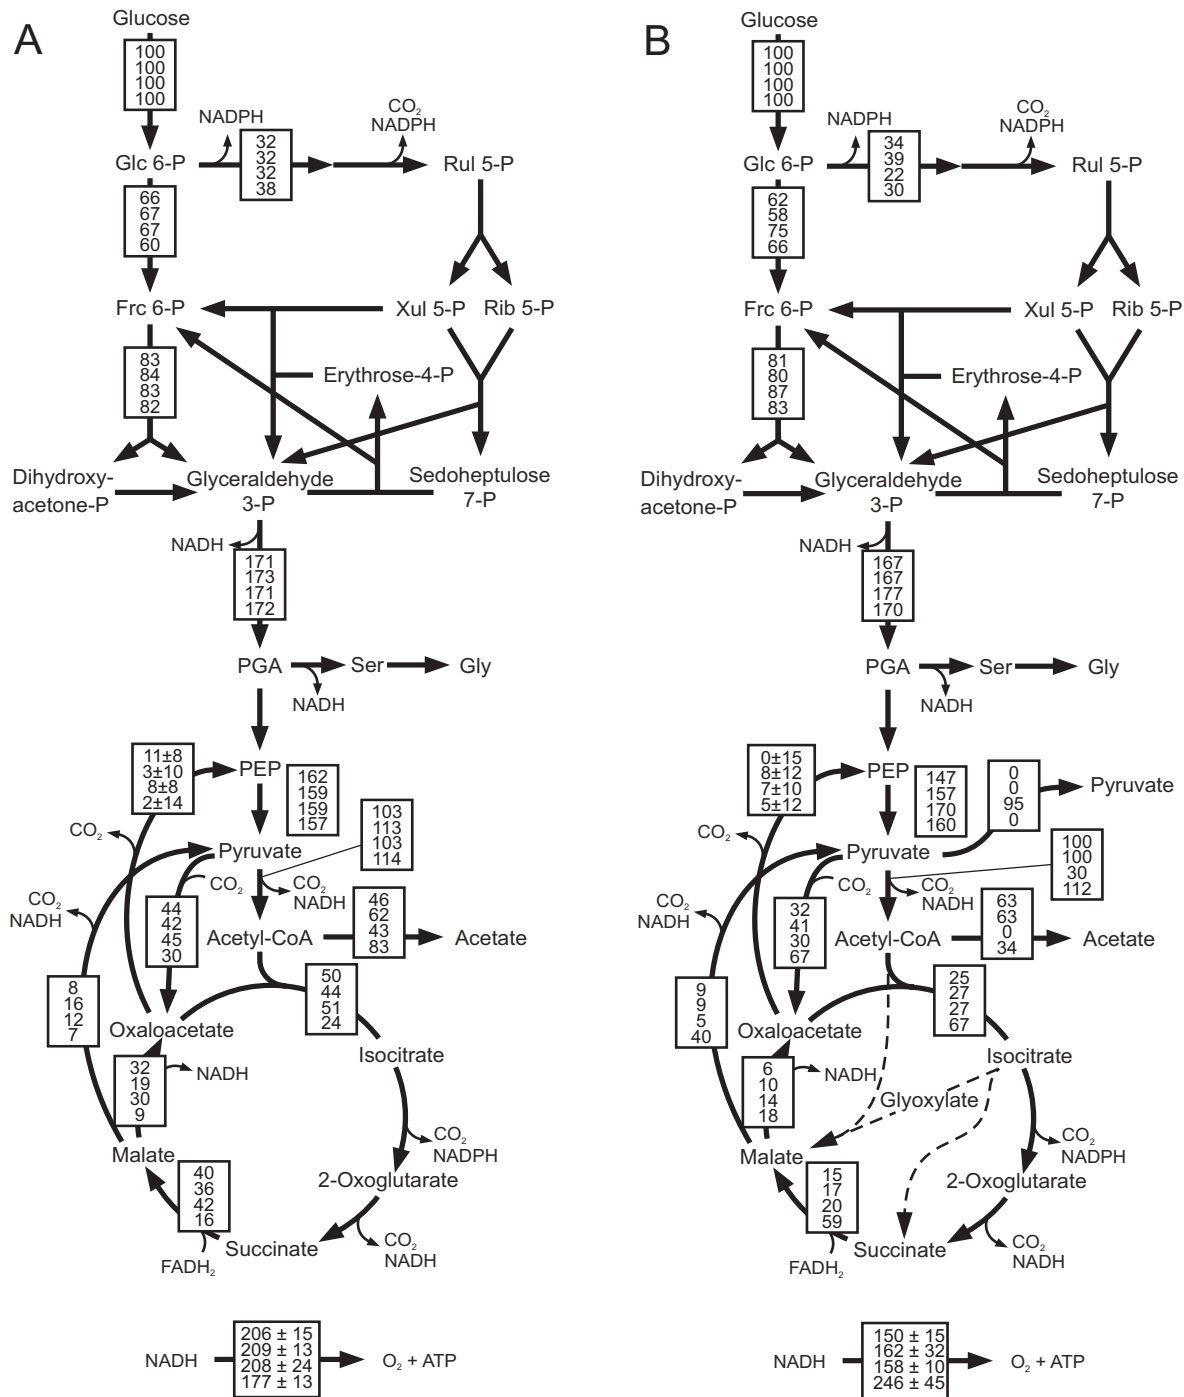 A
Glucose
100
100
100
100
NADPH
CO₂
NADPH
Glc 6-P
32
32
32
38
Rul 5-P
66
67
67
60
Frc 6-P
Xul 5-P
Rib 5-P
83
84
83
82
Erythrose-4-P
Dihydroxy-
acetone-P
Glyceraldehyde
3-P
Sedoheptulose
7-P
NADH
171
173
171
172
PGA
Ser
Gly
NADH
11±8
3±10
8±8
2±14
PEP
162
159
159
157
103
113
103
114
CO₂
Pyruvate
CO₂
CO₂
NADH
CO₂
NADH
44
42
45
30
Acetyl-CoA
46
62
43
83
Acetate
8
16
12
7
50
44
51
24
Oxaloacetate
Isocitrate
32
19
30
9
NADH
CO₂
NADPH
Malate
40
36
42
16
2-Oxoglutarate
Succinate
CO₂
NADH
FADH₂
NADH
206 ± 15
209 ± 13
208 ± 24
177 ± 13
O₂ + ATP
B
Glucose
100
100
100
100
NADPH
CO₂
NADPH
Glc 6-P
34
39
22
30
Rul 5-P
62
58
75
66
Frc 6-P
Xul 5-P
Rib 5-P
81
80
87
83
Erythrose-4-P
Dihydroxy-
acetone-P
Glyceraldehyde
3-P
Sedoheptulose
7-P
NADH
167
167
177
170
PGA
Ser
Gly
NADH
0±15
8±12
7±10
5±12
PEP
147
157
170
160
0
0
95
0
Pyruvate
CO₂
Pyruvate
100
100
30
112
CO₂
CO₂
NADH
CO₂
NADH
32
41
30
67
Acetyl-CoA
63
63
0
34
Acetate
9
9
5
40
25
27
27
67
Oxaloacetate
Isocitrate
6
10
14
18
NADH
Glyoxylate
CO₂
NADPH
Malate
15
17
20
59
2-Oxoglutarate
Succinate
CO₂
NADH
FADH₂
NADH
150 ± 15
162 ± 32
158 ± 10
246 ± 45
O₂ + ATP